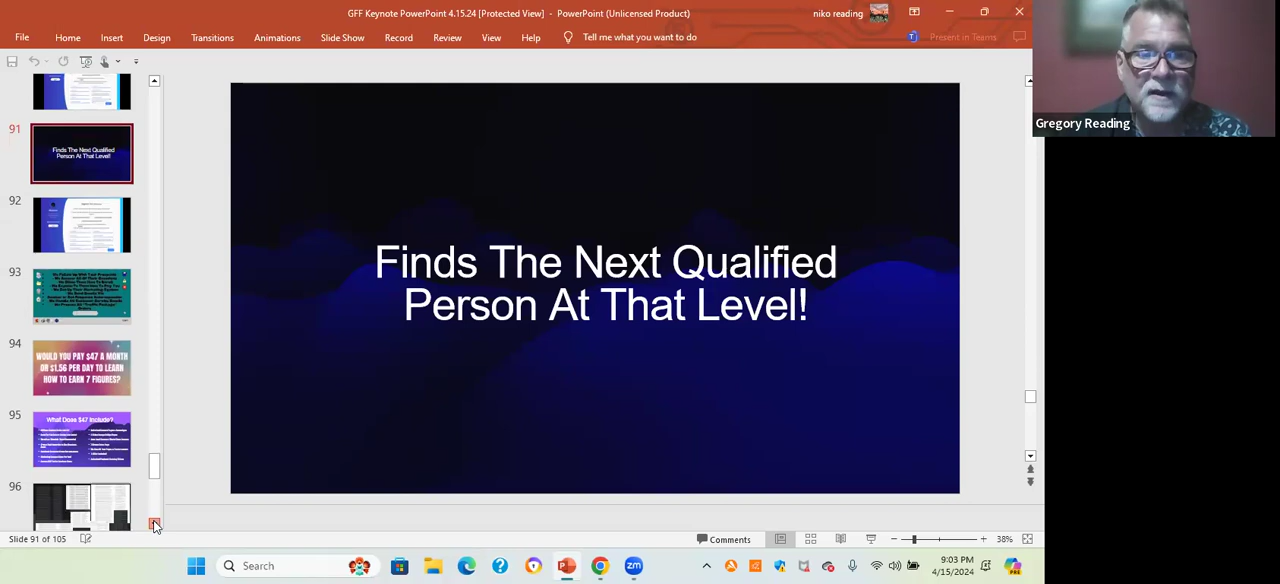 GFF Keynote PowerPoint 4.15.24 [Protected View] - PowerPoint (Unlicensed Product)
niko reading
File Home Insert Design Transitions Animations Slide Show Record Review View Help Tell me what you want to do
Present in Teams
Gregory Reading
91
Finds The Next Qualified
Person At That Level!
92
93
94
WOULD YOU PAY $47 A MONTH
OR $1.56 PER DAY TO LEARN
HOW TO EARN 7 FIGURES?
95
What Does $47 Include?
96
Finds The Next Qualified
Person At That Level!
Slide 91 of 105
Comments
38%
Search
zm
9:03 PM
4/15/2024
PRE